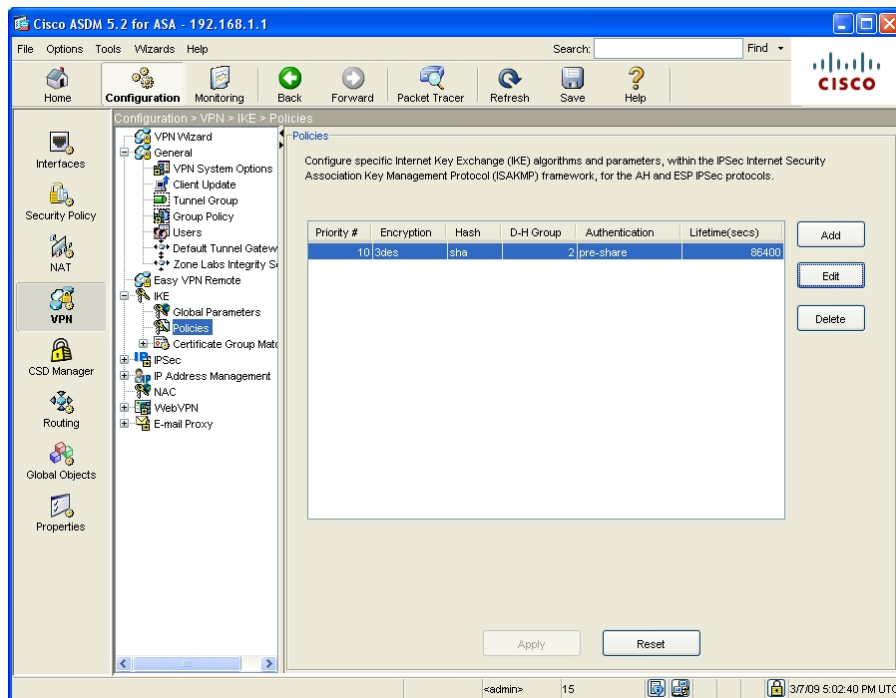 Cisco ASDM 5.2 for ASA - 192.168.1.1
File Options Tools Wizards Help
Search:
Find
Home
Configuration
Monitoring
Back
Forward
Packet Tracer
Refresh
Save
Help
CISCO
Configuration > VPN > IKE > Policies
Interfaces
Security Policy
NAT
VPN
CSD Manager
Routing
Global Objects
Properties
VPN Wizard
General
VPN System Options
Client Update
Tunnel Group
Group Policy
Users
Default Tunnel Gatew
Zone Labs Integrity S
Easy VPN Remote
IKE
Global Parameters
Policies
Certificate Group Matc
IPSec
IP Address Management
NAC
WebVPN
E-mail Proxy
Policies
Configure specific Internet Key Exchange (IKE) algorithms and parameters, within the IPSec Internet Security
Association Key Management Protocol (ISAKMP) framework, for the AH and ESP IPSec protocols.
Priority # Encryption Hash D-H Group Authentication Lifetime(secs)
10 3des sha 2 pre-share 86400
Add
Edit
Delete
Apply
Reset
<admin> 15 3/7/09 5:02:40 PM UTC